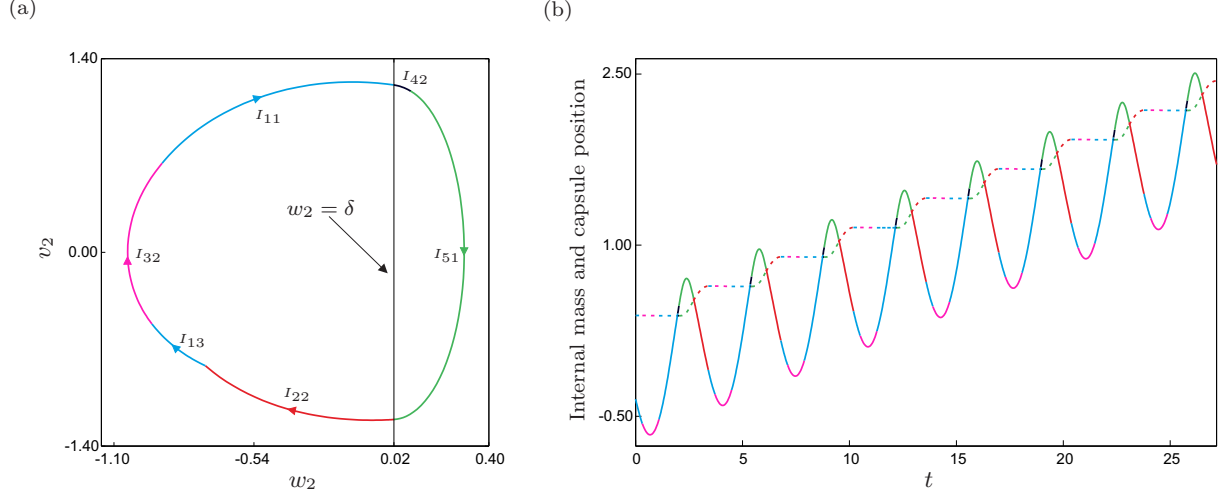 (a)
(b)
1.40
0.00
-1.40
v₂
I₄₂
I₁₁
w₂ = δ
I₃₂
I₅₁
I₁₃
I₂₂
-1.10
-0.54
0.02
0.40
w₂
Internal mass and capsule position
2.50
1.00
-0.50
0
5
10
15
20
25
t